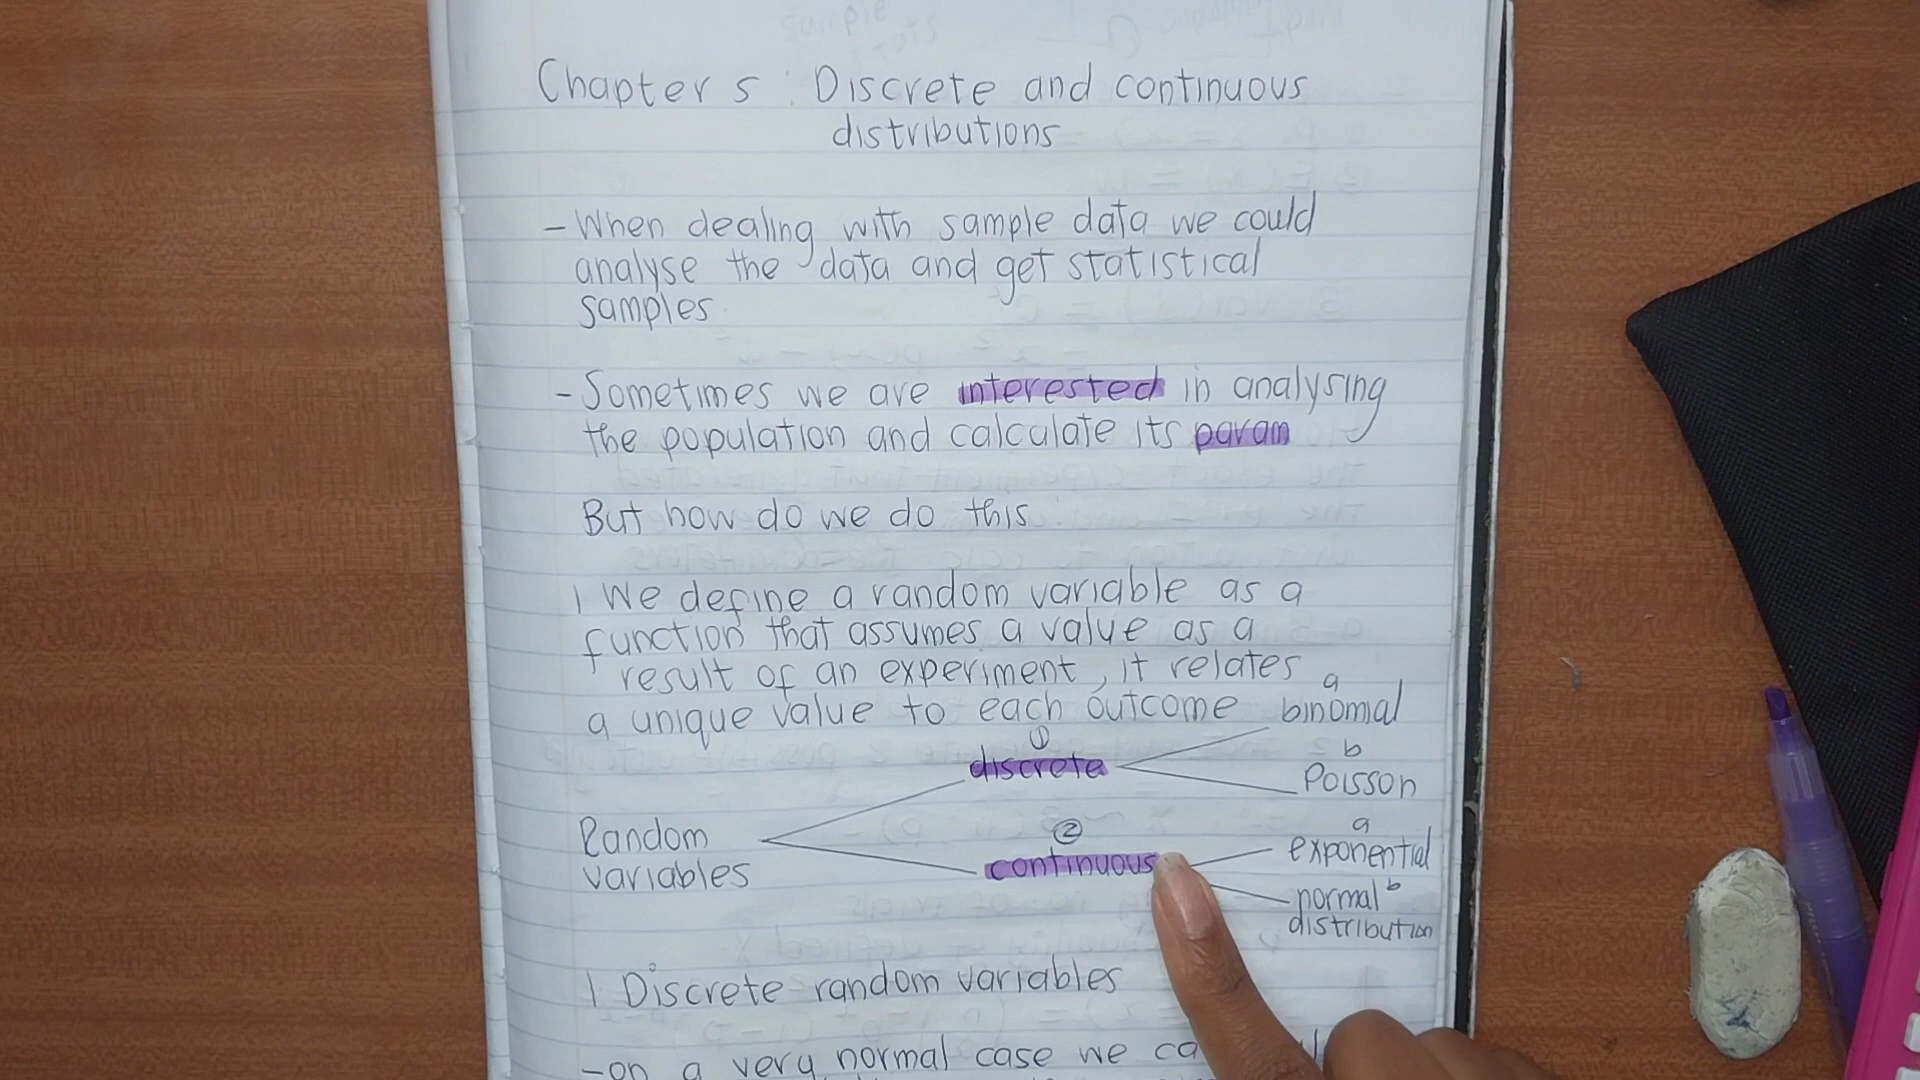 Chapter 5 : Discrete and continuous
distributions
- When dealing with sample data we could
analyse the data and get statistical
samples
- Sometimes we are interested in analysing
the population and calculate its param
But how do we do this
1 We define a random variable as a
function that assumes a value as a
result of an experiment, it relates
a unique value to each outcome
a
binomial
①
discrete
b
Poisson
Random
variables
②
continuous
a
exponential
normal b
distribution
1 Discrete random variables
- on a very normal case we